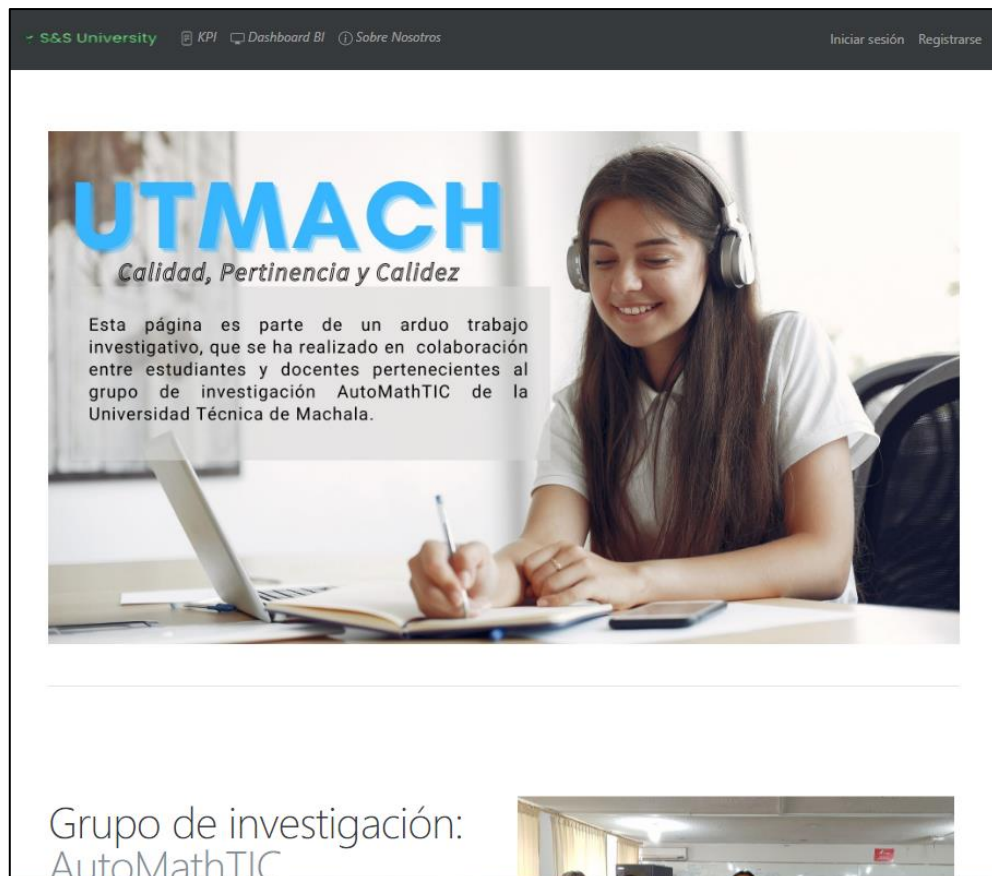 S&S University KPI Dashboard BI Sobre Nosotros Iniciar sesión Registrarse
UTMACH
Calidad, Pertinencia y Calidez
Esta página es parte de un arduo trabajo
investigativo, que se ha realizado en colaboración
entre estudiantes y docentes pertenecientes al
grupo de investigación AutoMathTIC de la
Universidad Técnica de Machala.
Grupo de investigación:
AutoMathTIC